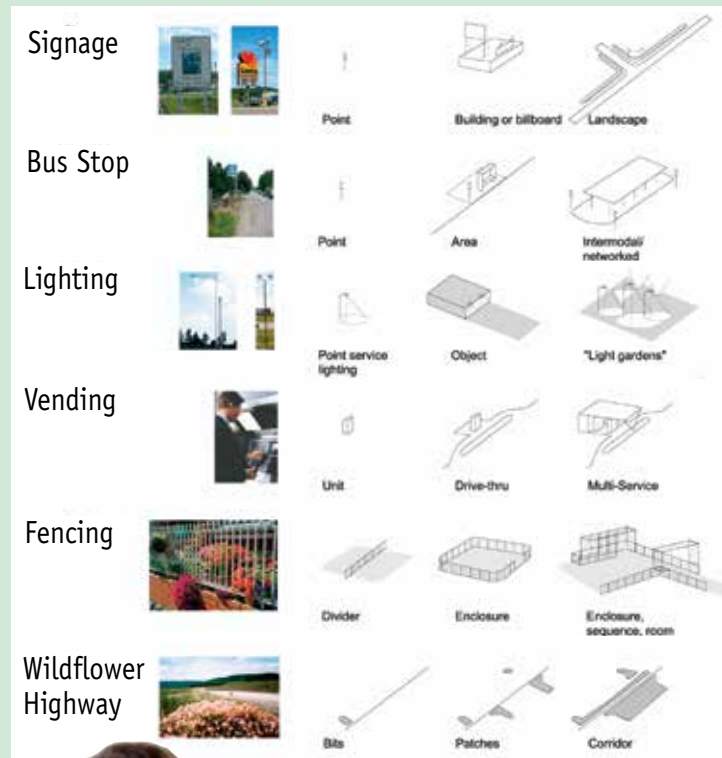 Signage
Point
Building or billboard
Landscape
Bus Stop
Point
Area
Intermodal/
networked
Lighting
Point service
lighting
Object
"Light gardens"
Vending
Unit
Drive-thru
Multi-Service
Fencing
Divider
Enclosure
Enclosure,
sequence, room
Wildflower
Highway
Bits
Patches
Corridor